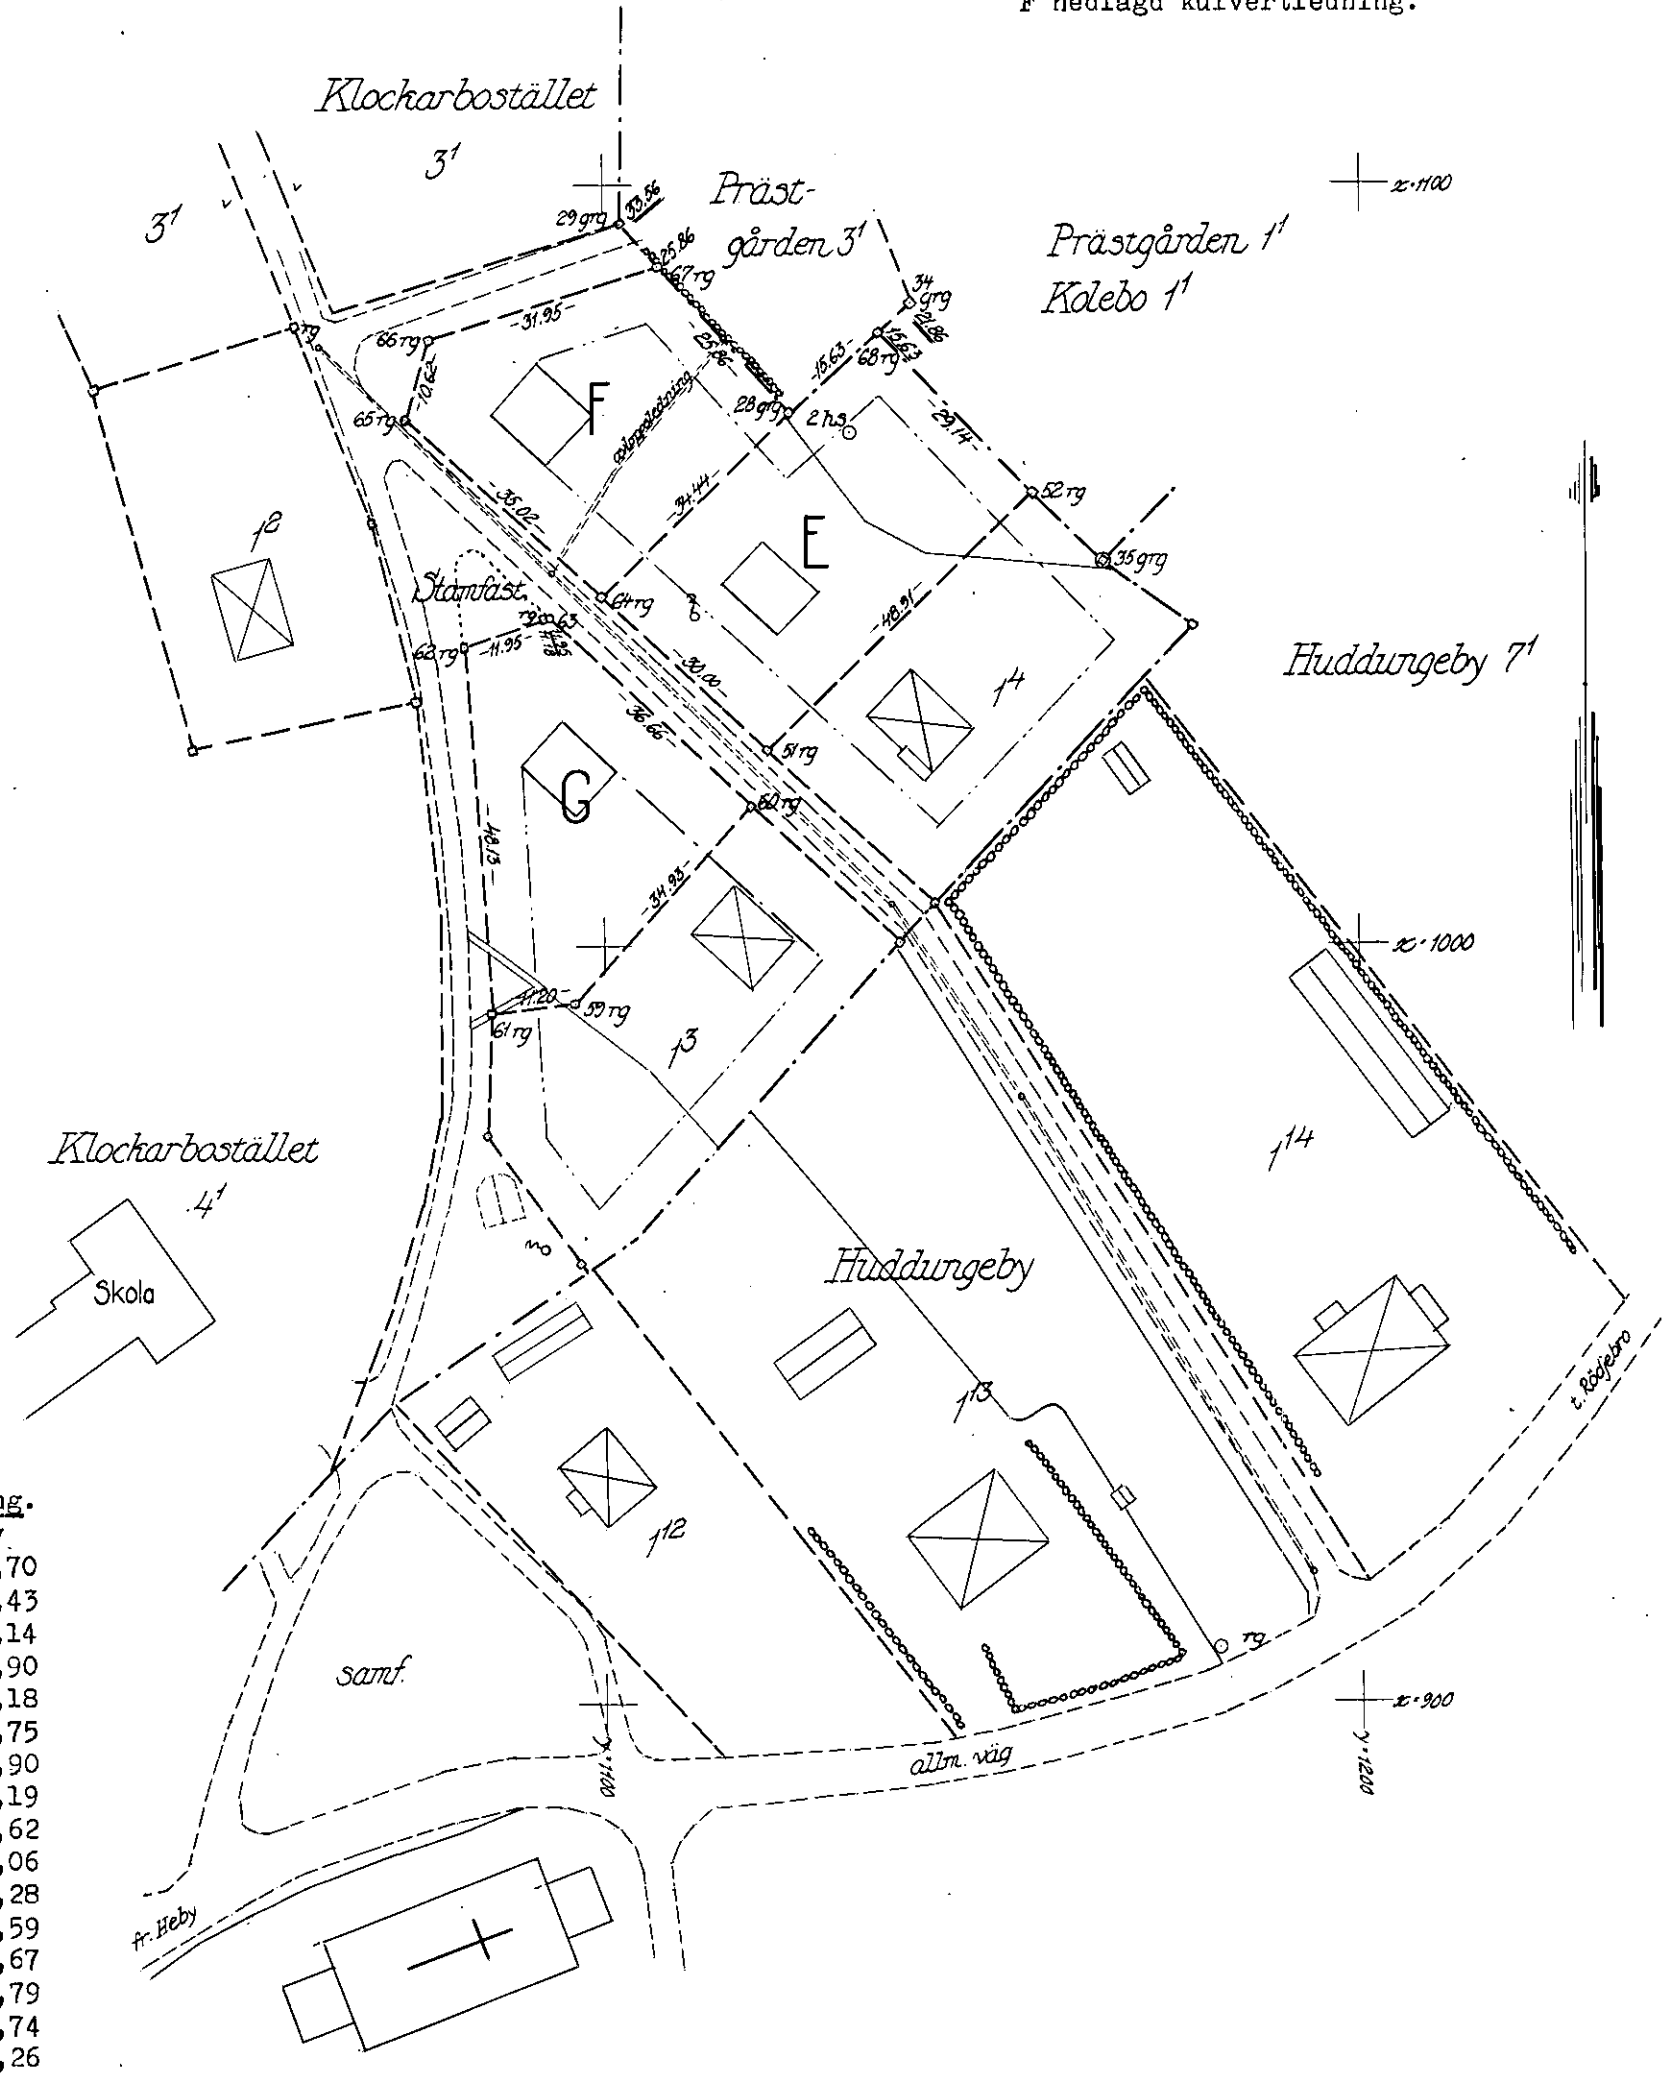 F nedlagd kulvertledning.
Klockarbostället
3¹
3¹
Präst-
gården 3¹
Prästgården 1¹
Kolebo 1¹
x=1100
29 grg
33.56
25.86
67 rg
34
grg
21.86
rg
66 rg
-31.95-
-10.62-
-25.86-
-15.63-
15.63
68 rg
65 rg
F
avloppsledning
28 grg
2 hs.
-29.14-
-35.02-
-34.44-
52 rg
1²
E
35 grg
Stamfast.
64 rg
rg 63
62 rg
-11.95-
-48.91-
Huddungeby 7¹
-30.00-
1⁴
-36.66-
51 rg
G
60 rg
-48.13-
-34.93-
x=1000
-11.20-
59 rg
61 rg
1³
Klockarbostället
4¹
1¹⁴
Skola
Huddungeby
t. Rödjebro
1¹³
1¹²
ng.
,70
,43
,14
,90
,18
,75
,90
,19
,62
,06
,28
,59
,67
,79
,74
,26
samf.
rg
x=900
y=1100
allm. väg
y=1200
fr. Heby